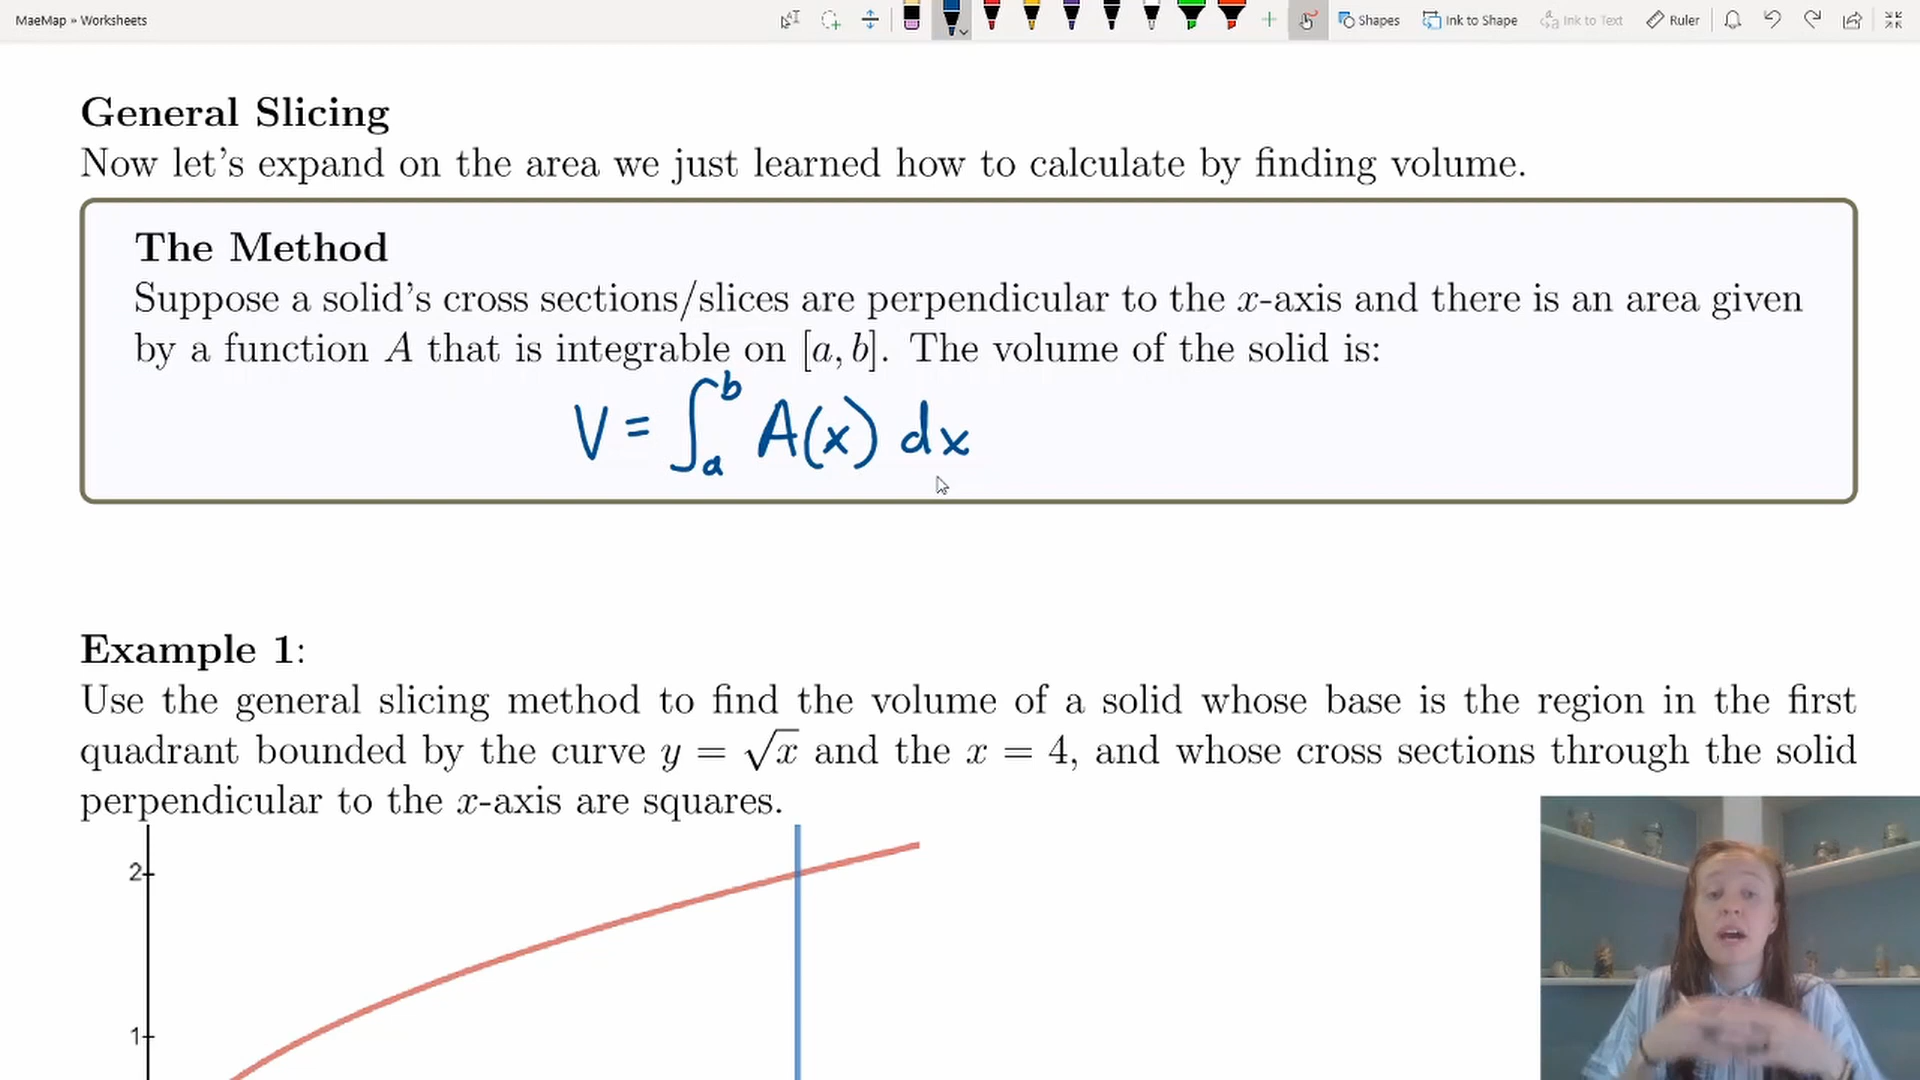 MaeMap » Worksheets
Shapes Ink to Shape Ink to Text Ruler
General Slicing
Now let's expand on the area we just learned how to calculate by finding volume.
The Method
Suppose a solid's cross sections/slices are perpendicular to the x-axis and there is an area given
by a function A that is integrable on [a, b]. The volume of the solid is:
V = ∫_a^b A(x) dx
Example 1:
Use the general slicing method to find the volume of a solid whose base is the region in the first
quadrant bounded by the curve y = √x and the x = 4, and whose cross sections through the solid
perpendicular to the x-axis are squares.
2
1